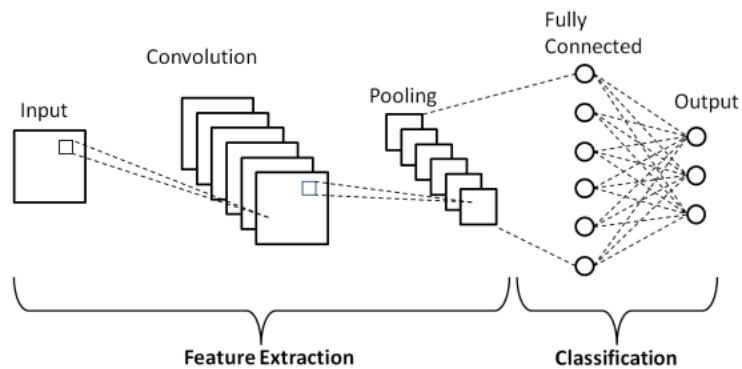 Input
Convolution
Pooling
Fully
Connected
Output
Feature Extraction
Classification